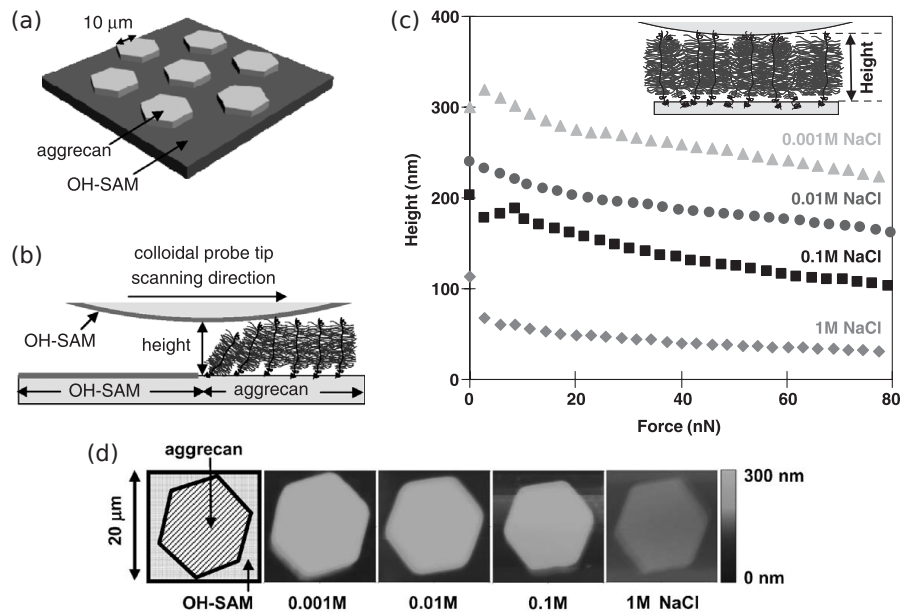 (a)
10 μm
aggrecan
OH-SAM
(b)
colloidal probe tip
scanning direction
OH-SAM
height
OH-SAM
aggrecan
(c)
400
300
200
100
0
Height (nm)
Height
0.001M NaCl
0.01M NaCl
0.1M NaCl
1M NaCl
0
20
40
60
80
Force (nN)
(d)
aggrecan
20 μm
OH-SAM
0.001M
0.01M
0.1M
1M NaCl
300 nm
0 nm